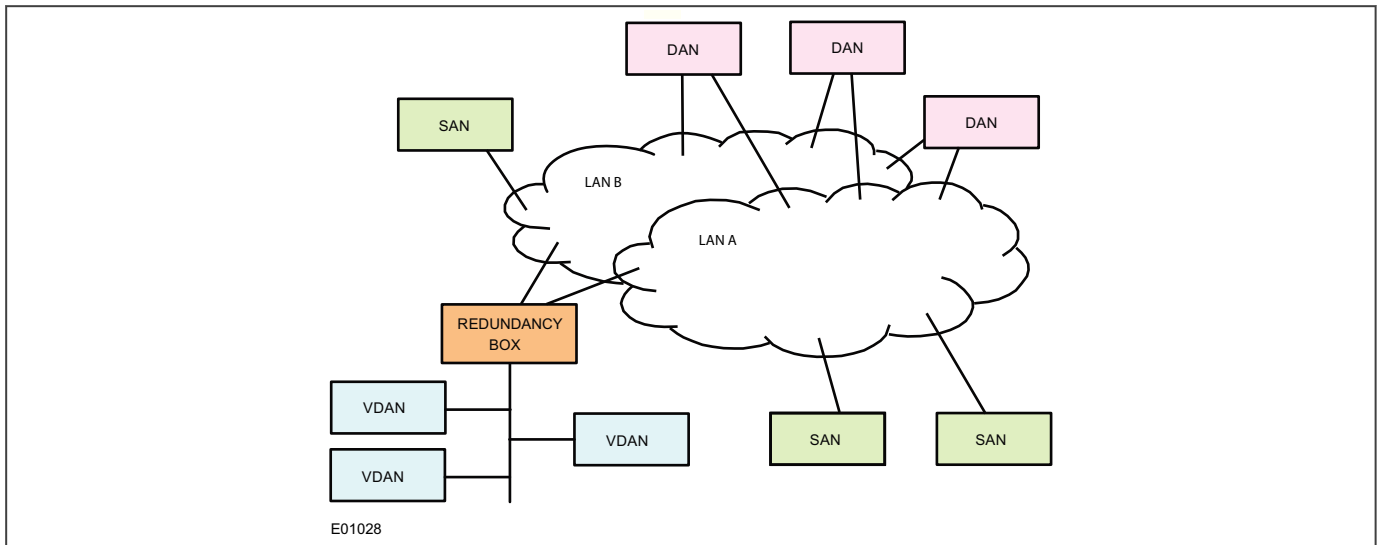 DAN
DAN
DAN
SAN
LAN B
LAN A
REDUNDANCY
BOX
VDAN
VDAN
VDAN
SAN
SAN
E01028